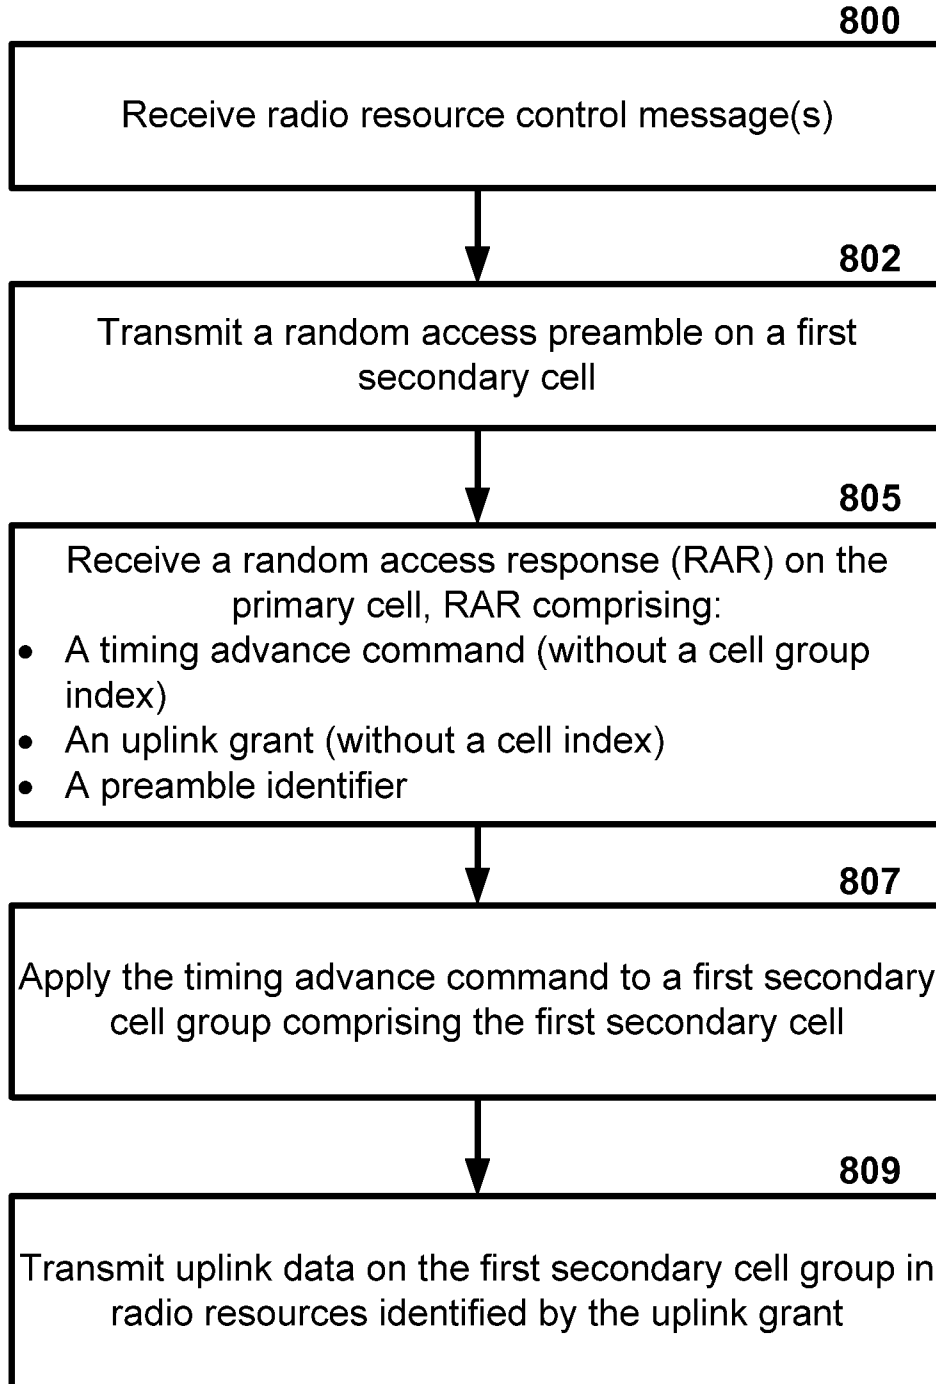 800
Receive radio resource control message(s)
802
Transmit a random access preamble on a first
secondary cell
805
Receive a random access response (RAR) on the
primary cell, RAR comprising:
• A timing advance command (without a cell group
index)
• An uplink grant (without a cell index)
• A preamble identifier
807
Apply the timing advance command to a first secondary
cell group comprising the first secondary cell
809
Transmit uplink data on the first secondary cell group in
radio resources identified by the uplink grant